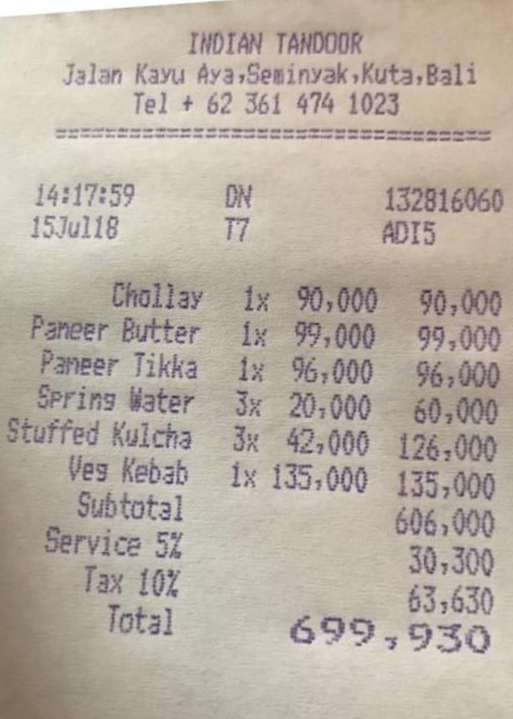 INDIAN TANDOOR
Jalan Kayu Aya,Seminyak,Kuta,Bali
Tel + 62 361 474 1023
========================================
14:17:59 DN 132816060
15Jul18 T7 ADI5
Chollay 1x 90,000 90,000
Paneer Butter 1x 99,000 99,000
Paneer Tikka 1x 96,000 96,000
Spring Water 3x 20,000 60,000
Stuffed Kulcha 3x 42,000 126,000
Veg Kebab 1x 135,000 135,000
Subtotal 606,000
Service 5% 30,300
Tax 10% 63,630
Total 699,930